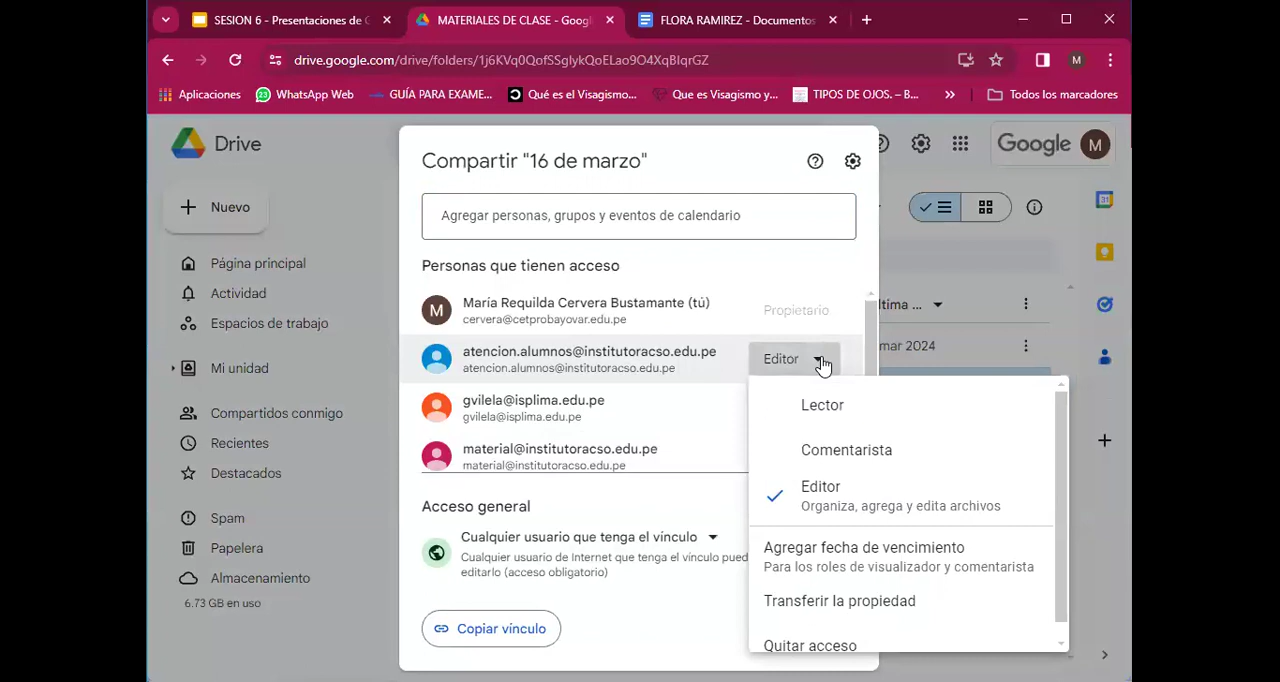 SESION 6 - Presentaciones de G
MATERIALES DE CLASE - Googl
FLORA RAMIREZ - Documentos
drive.google.com/drive/folders/1j6KVq0QofSSglykQoELao9O4XqBIqrGZ
M
Aplicaciones
WhatsApp Web
GUÍA PARA EXAME...
Qué es el Visagismo...
Que es Visagismo y...
TIPOS DE OJOS. – B...
Todos los marcadores
Drive
Google
M
Nuevo
Página principal
Actividad
Espacios de trabajo
Mi unidad
Compartidos conmigo
Recientes
Destacados
Spam
Papelera
Almacenamiento
6.73 GB en uso
Compartir "16 de marzo"
Agregar personas, grupos y eventos de calendario
Personas que tienen acceso
M
María Requilda Cervera Bustamante (tú)
cervera@cetprobayovar.edu.pe
Propietario
atencion.alumnos@institutoracso.edu.pe
atencion.alumnos@institutoracso.edu.pe
Editor
gvilela@isplima.edu.pe
gvilela@isplima.edu.pe
material@institutoracso.edu.pe
material@institutoracso.edu.pe
Acceso general
Cualquier usuario que tenga el vínculo
Cualquier usuario de Internet que tenga el vínculo pued
editarlo (acceso obligatorio)
Copiar vínculo
Lector
Comentarista
Editor
Organiza, agrega y edita archivos
Agregar fecha de vencimiento
Para los roles de visualizador y comentarista
Transferir la propiedad
Quitar acceso
ltima ...
mar 2024
31